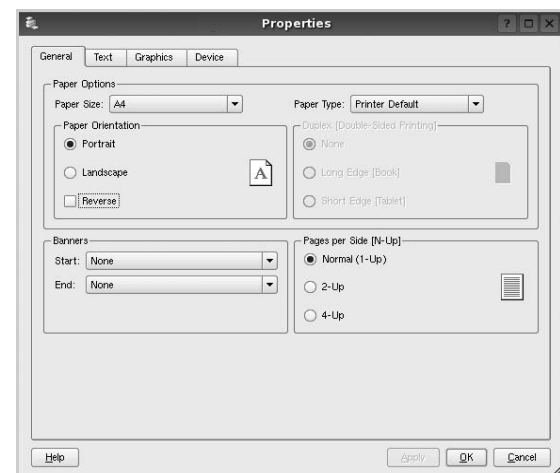 Properties
General Text Graphics Device
Paper Options
Paper Size: A4 Paper Type: Printer Default
Paper Orientation
Portrait
Landscape
Reverse
A
Duplex [Double-Sided Printing]
None
Long Edge [Book]
Short Edge [Tablet]
Banners
Start: None
End: None
Pages per Side [N-Up]
Normal (1-Up)
2-Up
4-Up
Help Apply OK Cancel